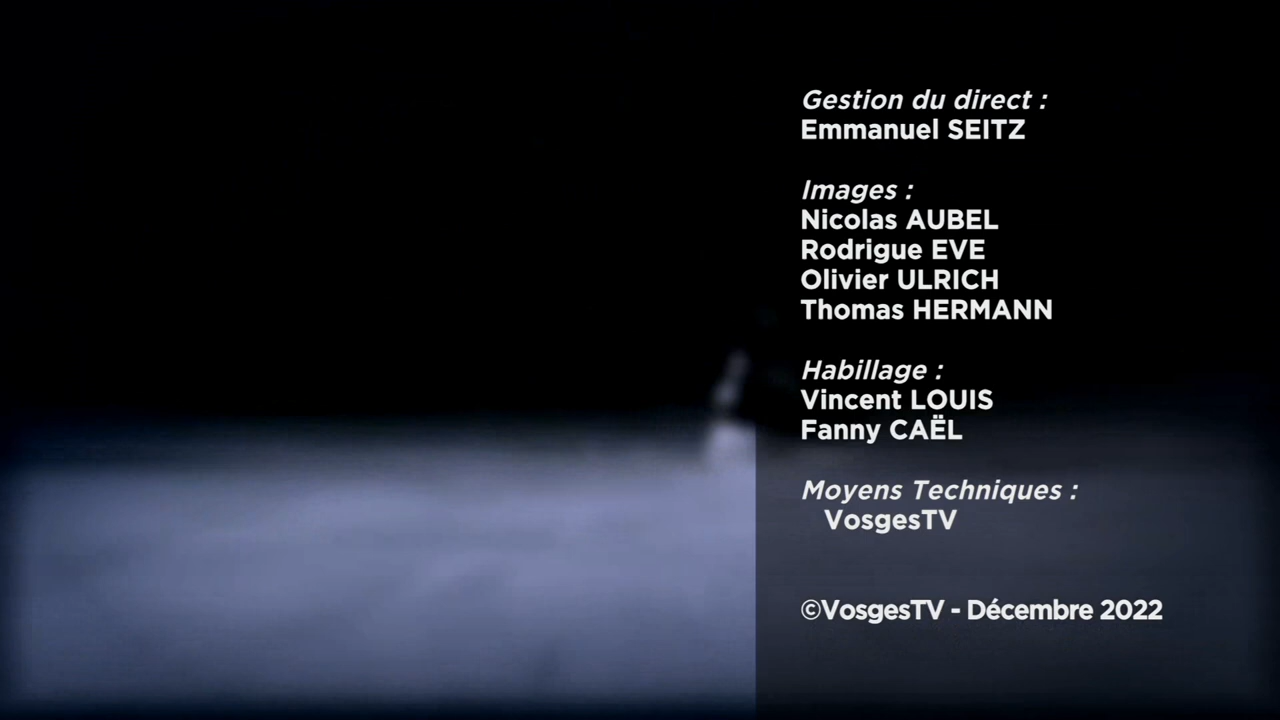 Gestion du direct :
Emmanuel SEITZ
Images :
Nicolas AUBEL
Rodrigue EVE
Olivier ULRICH
Thomas HERMANN
Habillage :
Vincent LOUIS
Fanny CAËL
Moyens Techniques :
VosgesTV
©VosgesTV - Décembre 2022